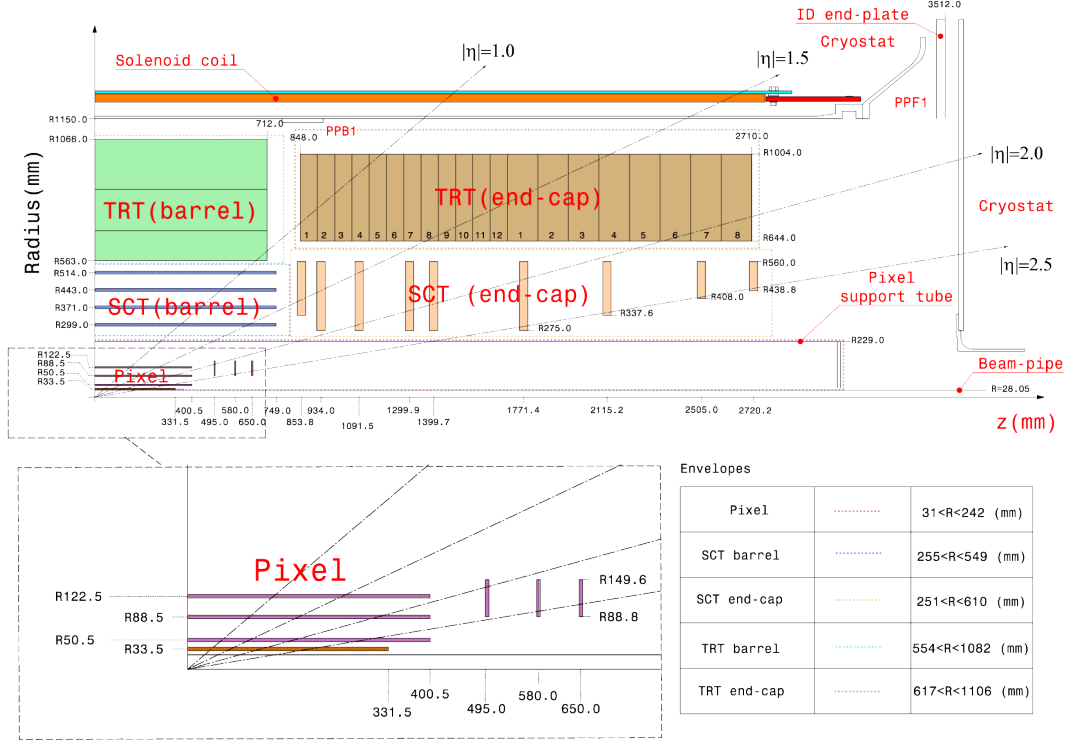 3512.0
ID end-plate
Cryostat
|η|=1.0
|η|=1.5
Solenoid coil
PPF1
R1150.0
712.0
PPB1
848.0
2710.0
R1066.0
R1004.0
|η|=2.0
Radius(mm)
TRT(barrel)
TRT(end-cap)
Cryostat
1 2 3 4 5 6 7 8 9 10 11 12 1 2 3 4 5 6 7 8
R644.0
R563.0
R560.0
|η|=2.5
R514.0
Pixel
support tube
R443.0
R438.8
SCT(barrel)
SCT (end-cap)
R408.0
R371.0
R337.6
R299.0
1 2 3 4 5 6 7 8
R275.0
R229.0
R122.5
R88.5
R50.5
R33.5
Pixel
Beam-pipe
R=28.05
400.5 580.0 749.0 934.0 1299.9 1771.4 2115.2 2505.0 2720.2
331.5 495.0 650.0 853.8 1091.5 1399.7
z(mm)
Envelopes
Pixel 31<R<242 (mm)
SCT barrel 255<R<549 (mm)
SCT end-cap 251<R<610 (mm)
TRT barrel 554<R<1082 (mm)
TRT end-cap 617<R<1106 (mm)
Pixel
R149.6
R122.5
R88.5
R88.8
R50.5
R33.5
400.5 580.0
331.5 495.0 650.0